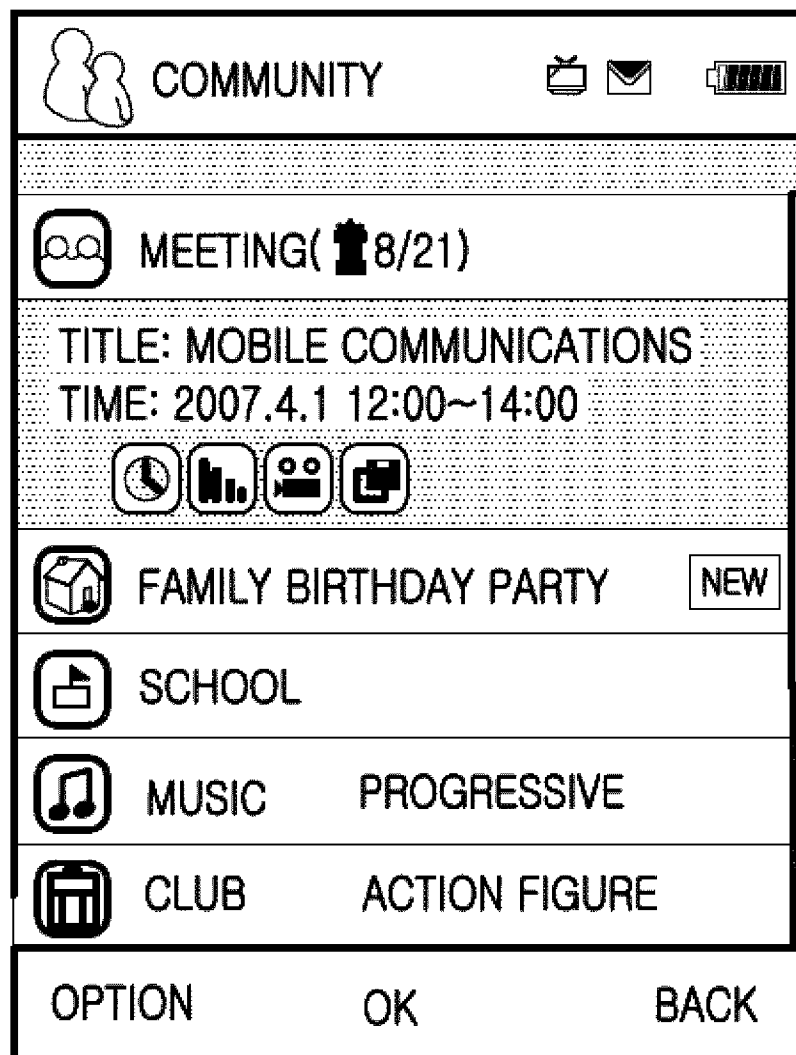 COMMUNITY
MEETING( 8/21)
TITLE: MOBILE COMMUNICATIONS
TIME: 2007.4.1 12:00~14:00
FAMILY BIRTHDAY PARTY NEW
SCHOOL
MUSIC PROGRESSIVE
CLUB ACTION FIGURE
OPTION OK BACK